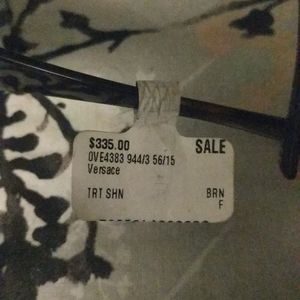 $335.00 SALE
0VE4383 944/3 56/15
Versace
TRT SHN BRN
F